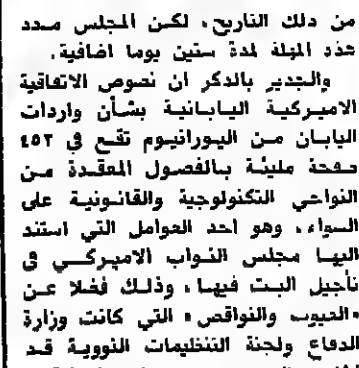 من ذلك التاريخ، لكن المجلس مدد
هذه المهلة لمدة ستين يوما اضافية.
والجدير بالذكر ان نصوص الاتفاقية
الاميركية اليابانية بشأن واردات
اليابان من اليورانيوم تقع في ٤٥٢
صفحة مليئة بالفصول المعقدة من
النواحي التكنولوجية والقانونية على
السواء، وهو احد العوامل التي استند
اليها مجلس النواب الاميركي في
تأجيل البت فيها، وذلك فضلا عن
«العيوب والنواقص» التي كانت وزارة
الدفاع ولجنة التنظيمات النووية قد